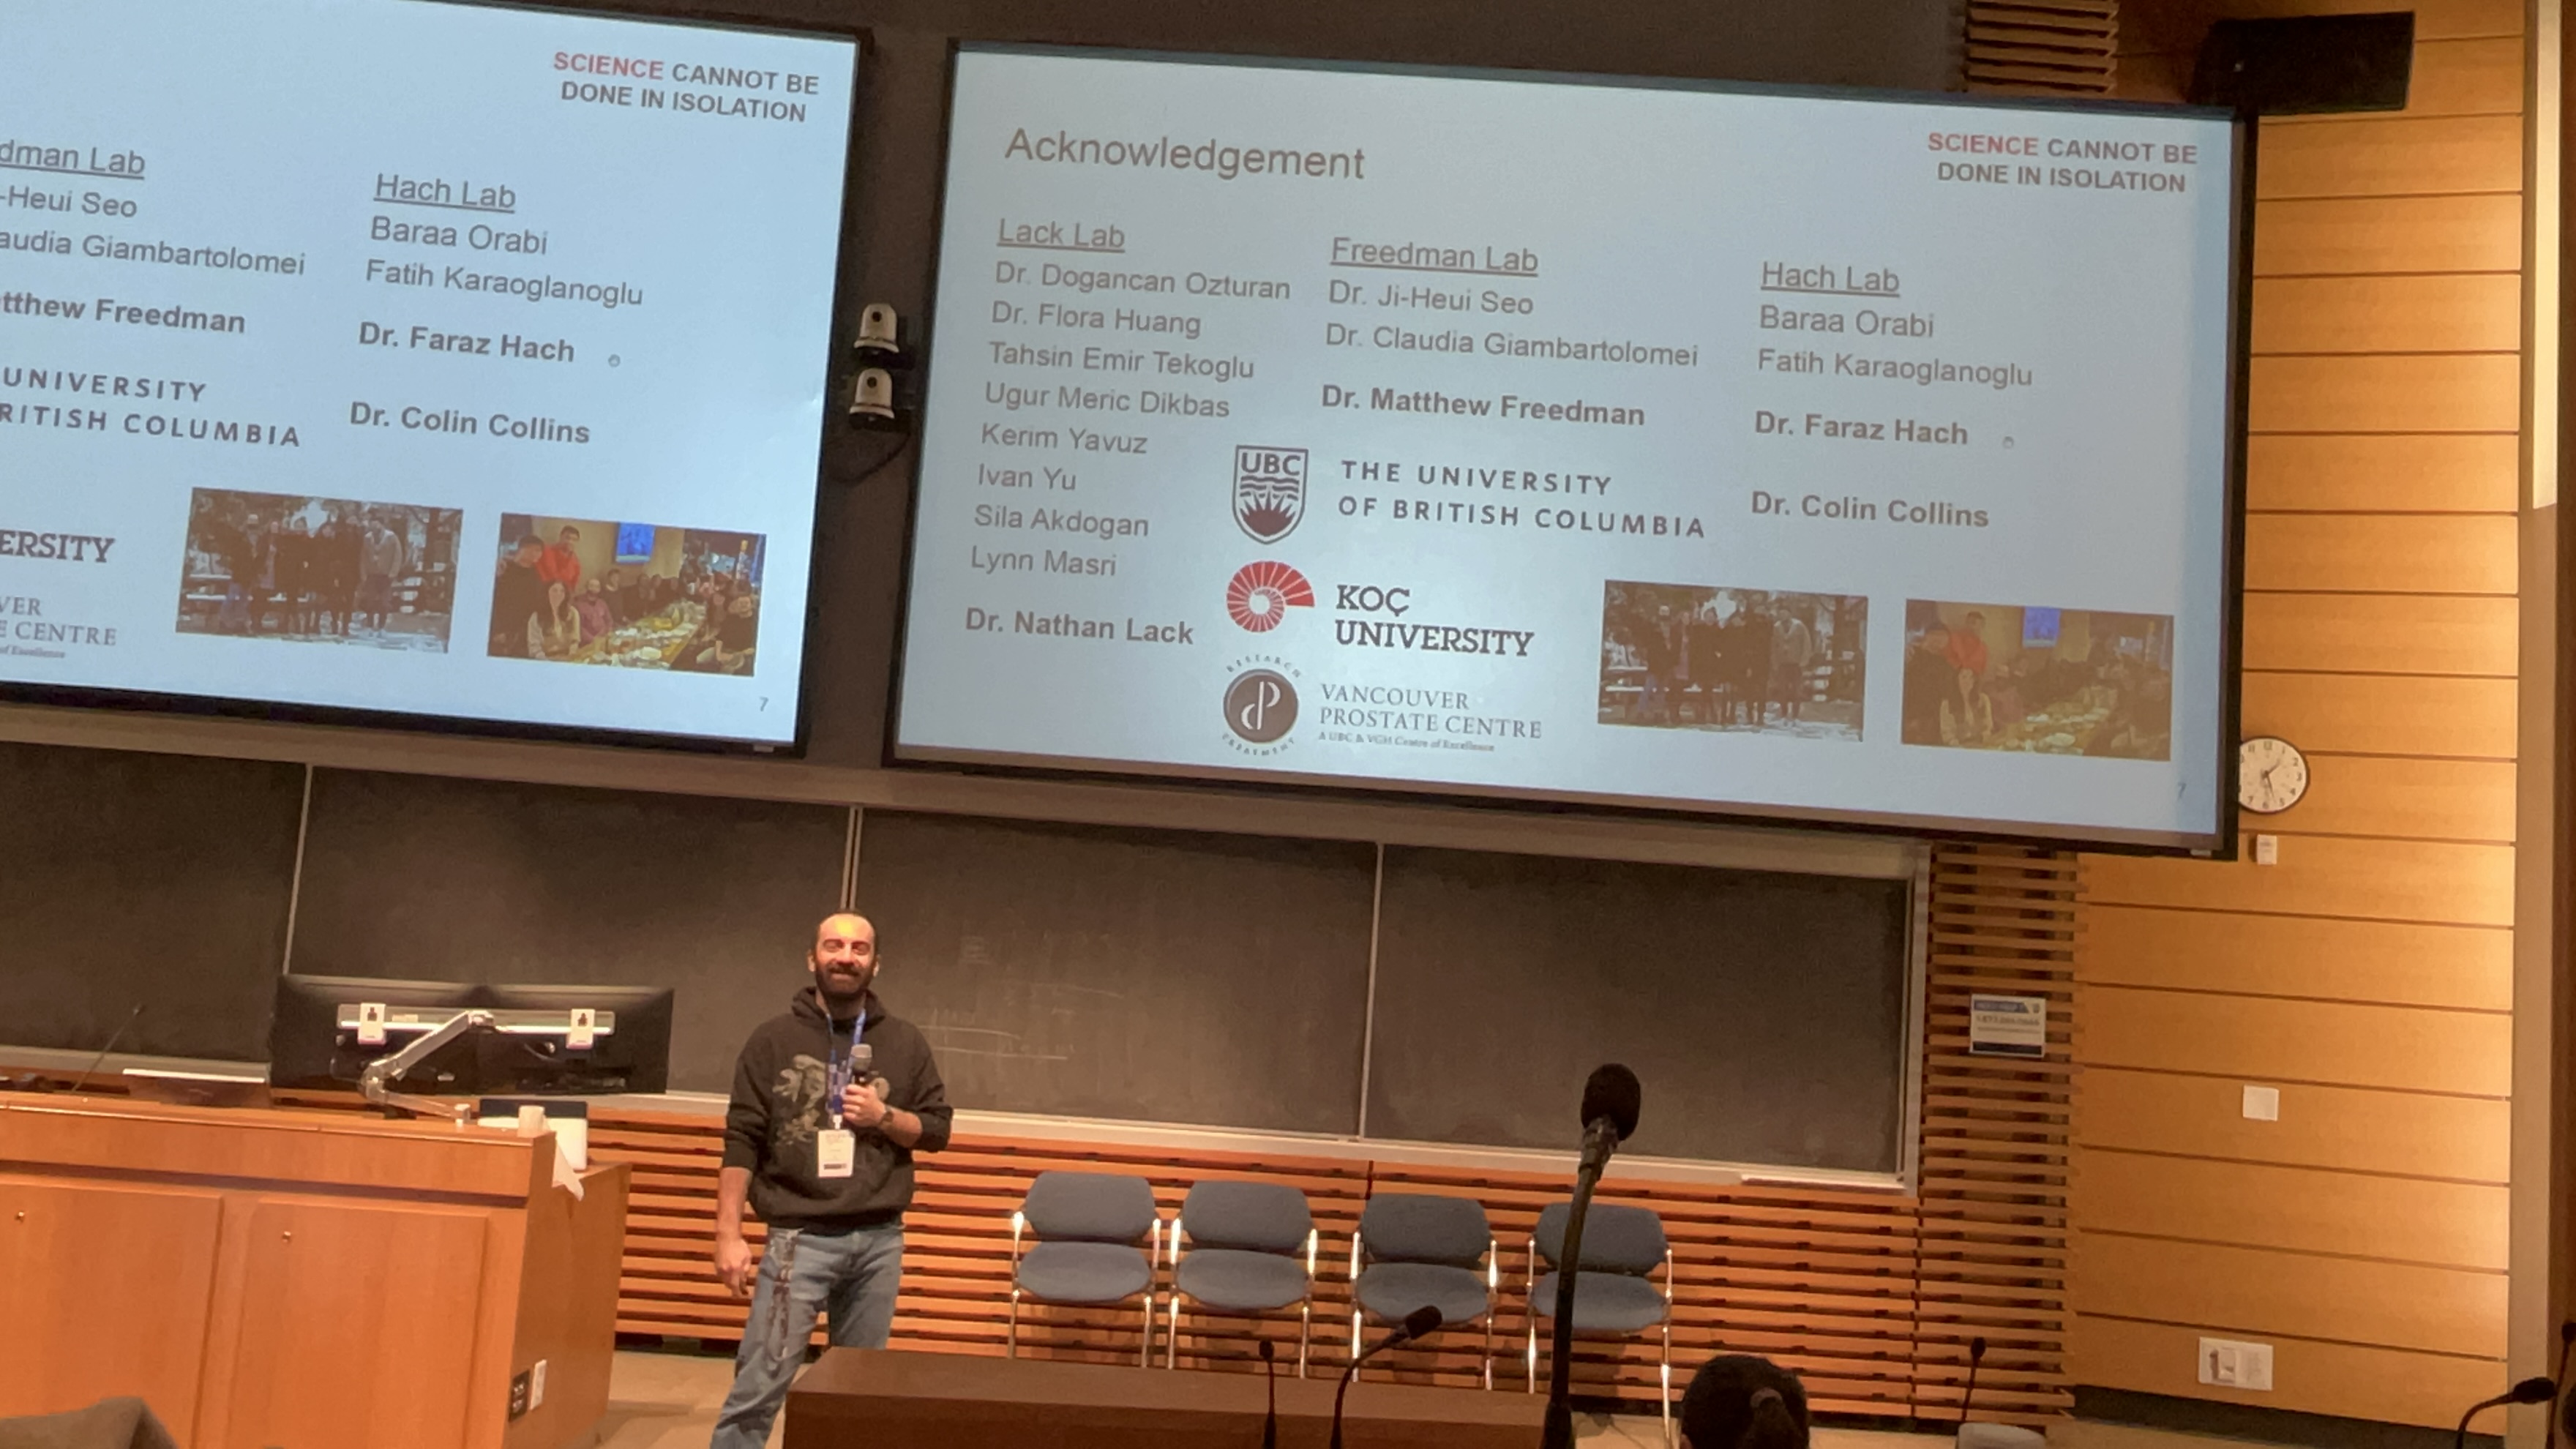 SCIENCE CANNOT BE
DONE IN ISOLATION
dman Lab
-Heui Seo
audia Giambartolomei
tthew Freedman
Hach Lab
Baraa Orabi
Fatih Karaoglanoglu
Dr. Faraz Hach
Dr. Colin Collins
UNIVERSITY
RITISH COLUMBIA
ERSITY
VER
E CENTRE
of Excellence
7
SCIENCE CANNOT BE
DONE IN ISOLATION
Acknowledgement
Lack Lab
Dr. Dogancan Ozturan
Dr. Flora Huang
Tahsin Emir Tekoglu
Ugur Meric Dikbas
Kerim Yavuz
Ivan Yu
Sila Akdogan
Lynn Masri
Dr. Nathan Lack
Freedman Lab
Dr. Ji-Heui Seo
Dr. Claudia Giambartolomei
Dr. Matthew Freedman
Hach Lab
Baraa Orabi
Fatih Karaoglanoglu
Dr. Faraz Hach
Dr. Colin Collins
UBC
THE UNIVERSITY
OF BRITISH COLUMBIA
KOÇ
UNIVERSITY
RESEARCH
VANCOUVER
PROSTATE CENTRE
A UBC & VGH Centre of Excellence
7